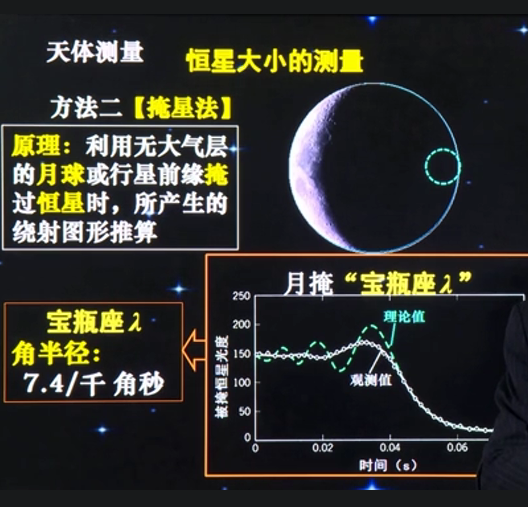 天体测量
恒星大小的测量
方法二【掩星法】
原理：利用无大气层
的月球或行星前缘掩
过恒星时，所产生的
绕射图形推算
月掩“宝瓶座λ”
宝瓶座λ
角半径：
7.4/千 角秒
被掩恒星光度
250
200
150
100
50
0
理论值
观测值
0
0.02
0.04
0.06
时间（s）